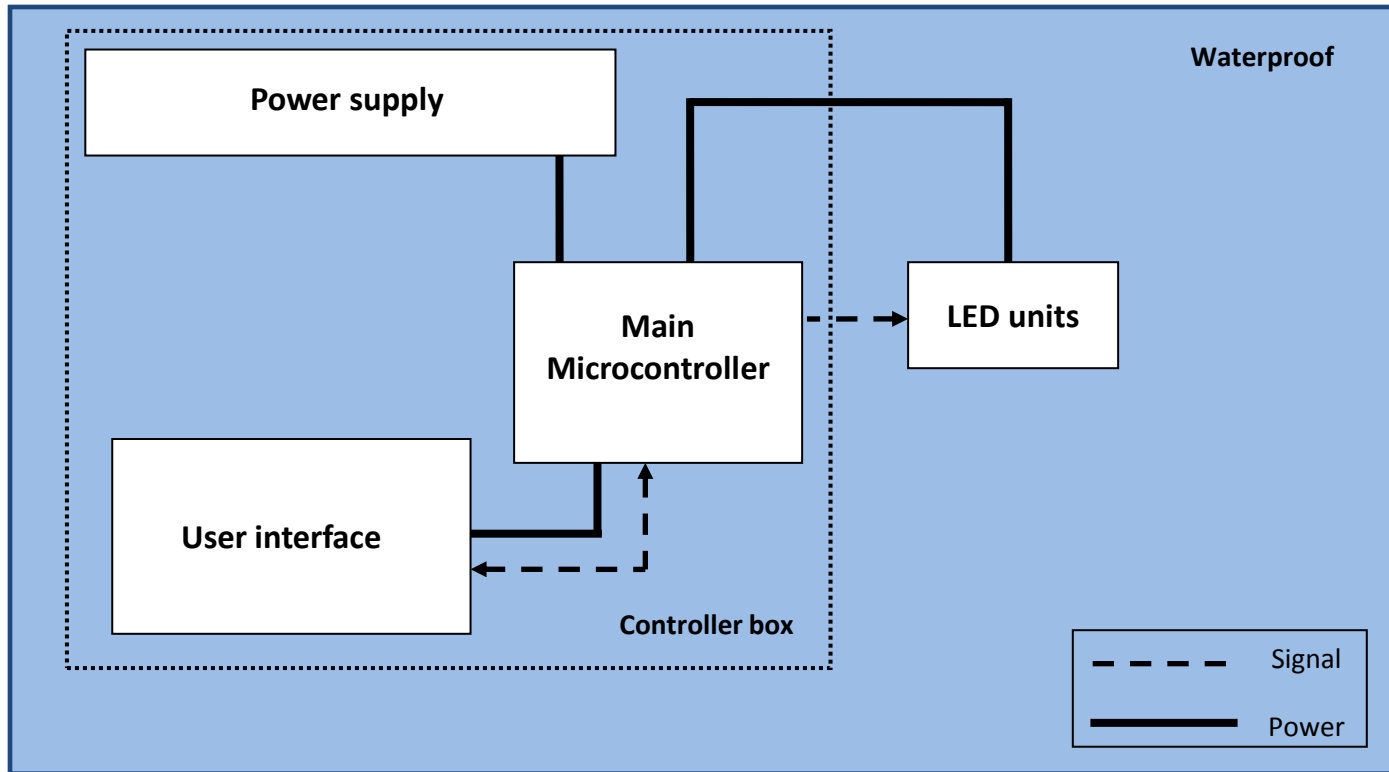 Waterproof
Power supply
Main
Microcontroller
LED units
User interface
Controller box
Signal
Power